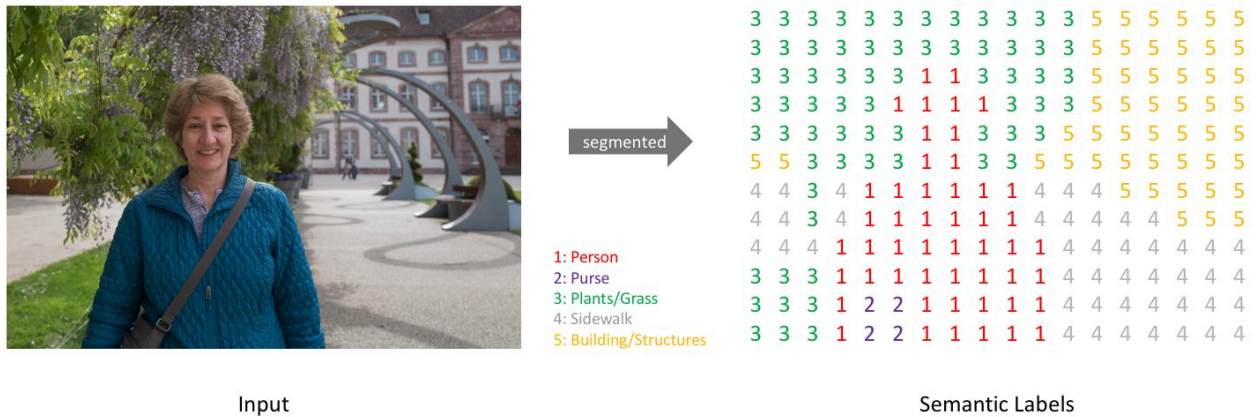 3 3 3 3 3 3 3 3 3 3 3 3 5 5 5 5 5 5
3 3 3 3 3 3 3 3 3 3 3 3 5 5 5 5 5 5
3 3 3 3 3 3 1 1 3 3 3 3 5 5 5 5 5 5
3 3 3 3 3 1 1 1 1 3 3 3 5 5 5 5 5 5
3 3 3 3 3 3 1 1 3 3 3 5 5 5 5 5 5 5
5 5 3 3 3 3 1 1 3 3 5 5 5 5 5 5 5 5
4 4 3 4 1 1 1 1 1 1 4 4 4 5 5 5 5 5
4 4 3 4 1 1 1 1 1 1 4 4 4 4 4 5 5 5
4 4 4 1 1 1 1 1 1 1 1 4 4 4 4 4 4 4
3 3 3 1 1 1 1 1 1 1 1 4 4 4 4 4 4 4
3 3 3 1 2 2 1 1 1 1 1 4 4 4 4 4 4 4
3 3 3 1 2 2 1 1 1 1 1 4 4 4 4 4 4 4
segmented
1: Person
2: Purse
3: Plants/Grass
4: Sidewalk
5: Building/Structures
Input
Semantic Labels